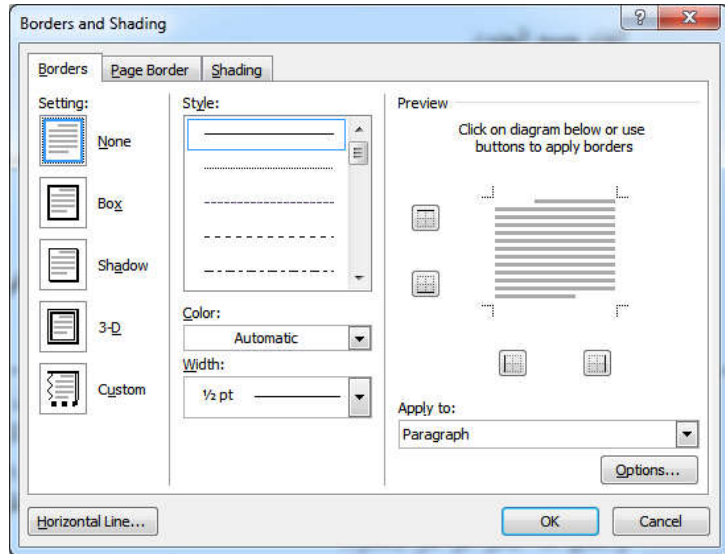 Borders and Shading
Borders
Page Border
Shading
Setting:
None
Box
Shadow
3-D
Custom
Style:
Color:
Automatic
Width:
½ pt
Preview
Click on diagram below or use
buttons to apply borders
Apply to:
Paragraph
Options...
Horizontal Line...
OK
Cancel